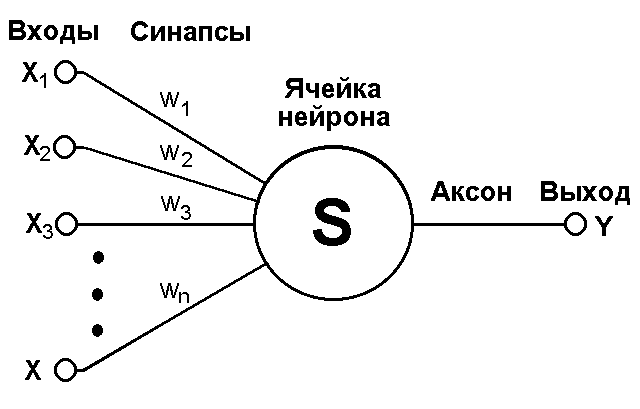 Входы Синапсы
X1
w1
Ячейка
нейрона
X2
w2
Аксон Выход
X3
w3
S
Y
wn
X